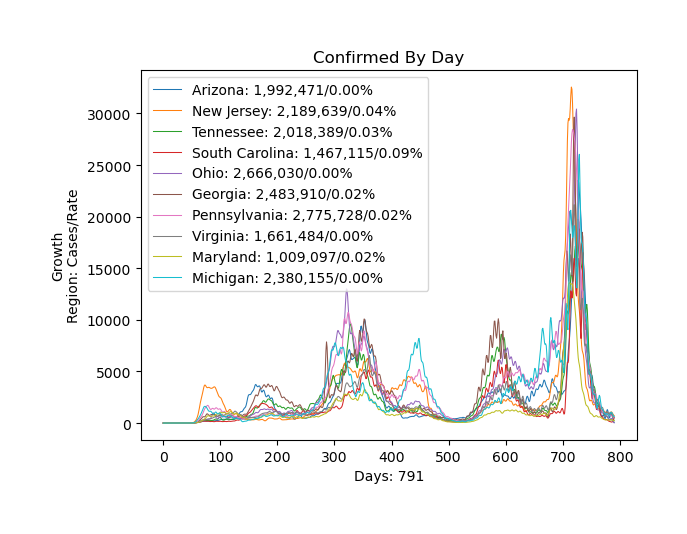 Confirmed By Day
Arizona: 1,992,471/0.00%
New Jersey: 2,189,639/0.04%
Tennessee: 2,018,389/0.03%
South Carolina: 1,467,115/0.09%
Ohio: 2,666,030/0.00%
Georgia: 2,483,910/0.02%
Pennsylvania: 2,775,728/0.02%
Virginia: 1,661,484/0.00%
Maryland: 1,009,097/0.02%
Michigan: 2,380,155/0.00%
30000
25000
20000
15000
10000
5000
0
Growth
Region: Cases/Rate
0 100 200 300 400 500 600 700 800
Days: 791